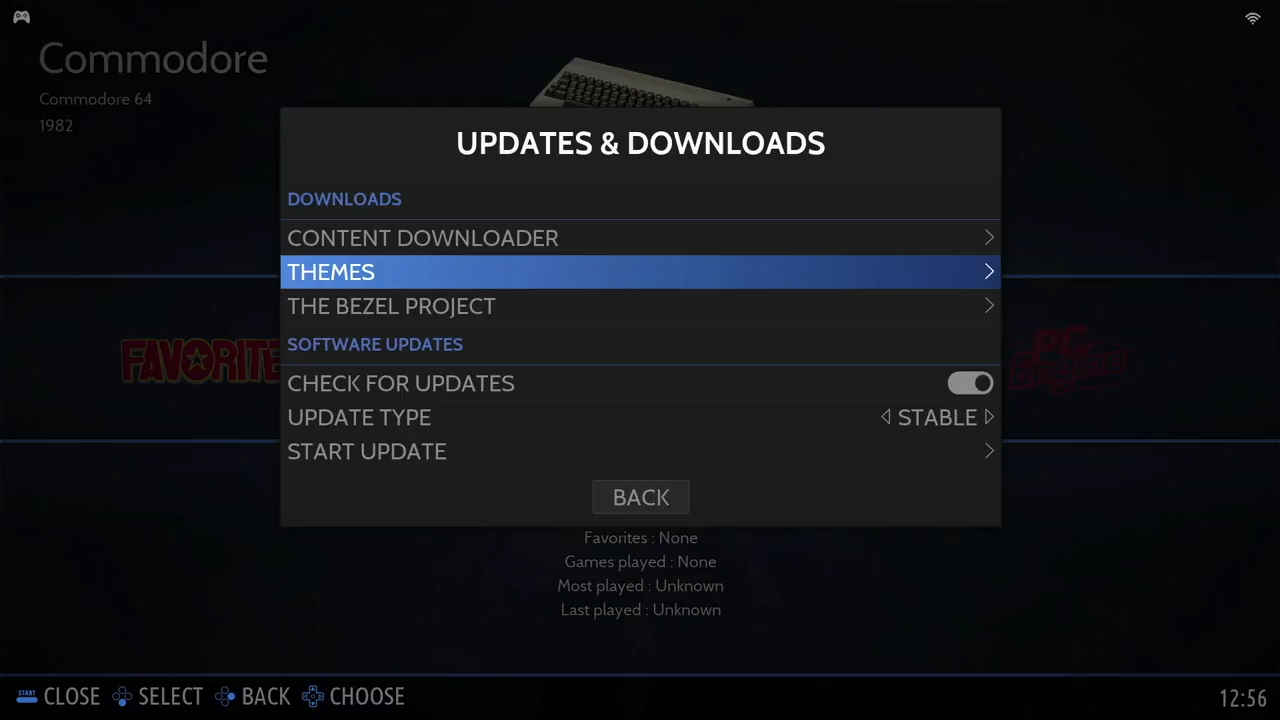 Commodore
Commodore 64
1982
UPDATES & DOWNLOADS
DOWNLOADS
CONTENT DOWNLOADER
THEMES
THE BEZEL PROJECT
SOFTWARE UPDATES
FAVORITE
CHECK FOR UPDATES
UPDATE TYPE STABLE
START UPDATE
BACK
Favorites : None
Games played : None
Most played : Unknown
Last played : Unknown
START CLOSE SELECT BACK CHOOSE 12:56